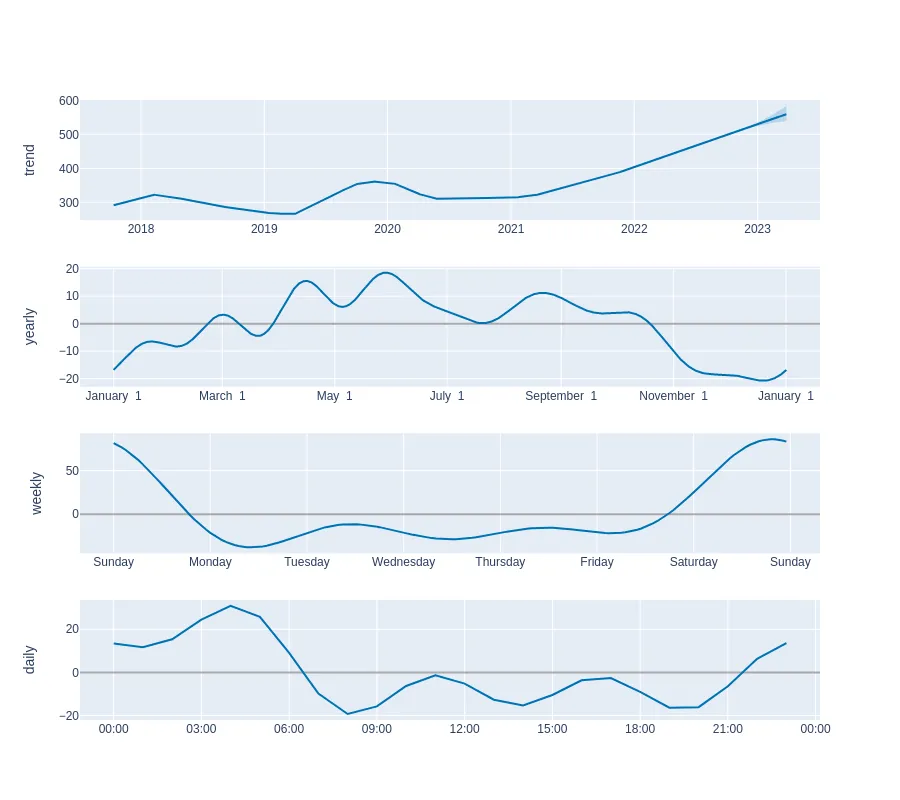 trend
600
500
400
300
2018 2019 2020 2021 2022 2023
yearly
20
10
0
−10
−20
January 1 March 1 May 1 July 1 September 1 November 1 January 1
weekly
50
0
Sunday Monday Tuesday Wednesday Thursday Friday Saturday Sunday
daily
20
0
−20
00:00 03:00 06:00 09:00 12:00 15:00 18:00 21:00 00:00